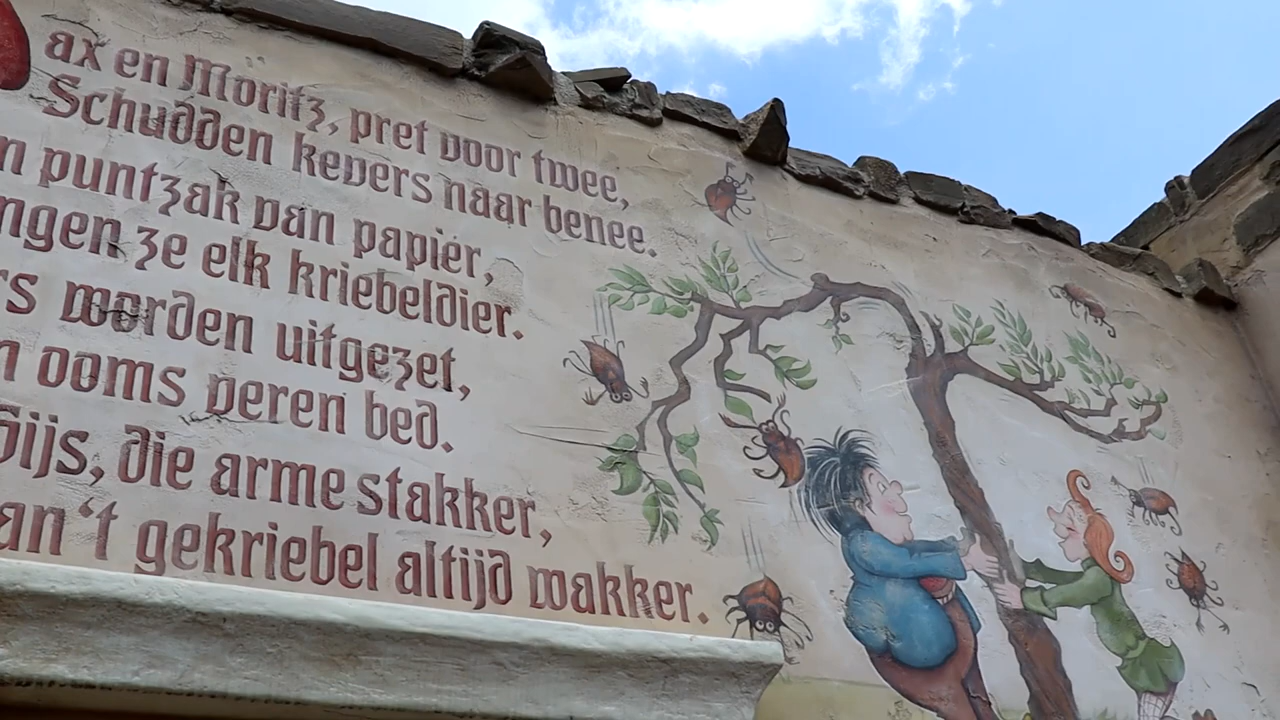 ax en Moritz, pret voor twee,
Schudden kevers naar benee.
n puntzak van papier,
ngen ze elk kriebeldier.
rs worden uitgezet,
n ooms veren bed.
Gijs, die arme stakker,
an 't gekriebel altijd wakker.